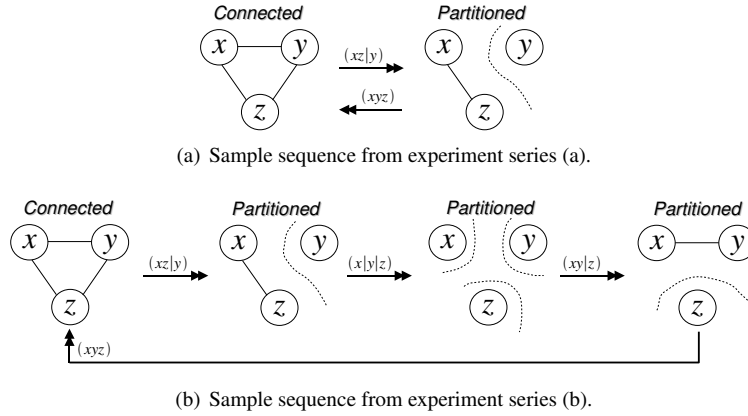 Connected Partitioned
x y (xz|y) x y
z (xyz) z
(a) Sample sequence from experiment series (a).
Connected Partitioned Partitioned Partitioned
x y (xz|y) x y (x|y|z) x y (xy|z) x y
z z z z
(xyz)
(b) Sample sequence from experiment series (b).